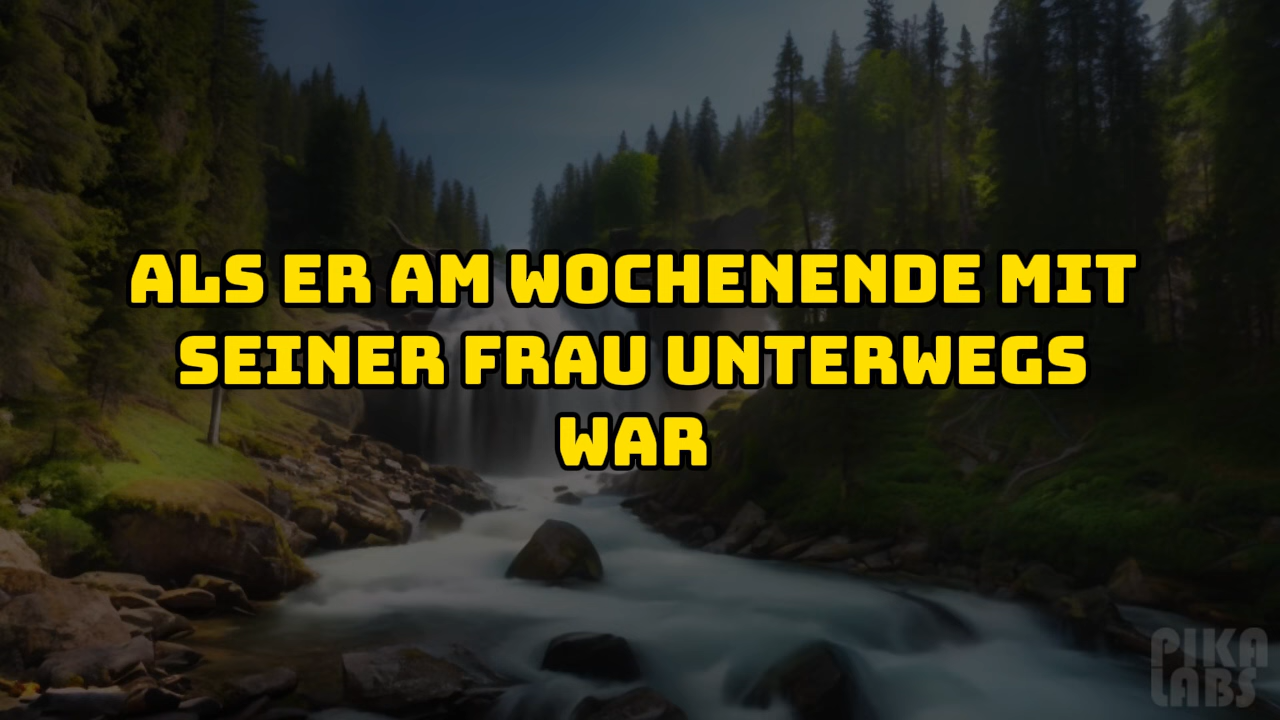 ALS ER AM WOCHENENDE MIT
SEINER FRAU UNTERWEGS
WAR
PIKA
LABS